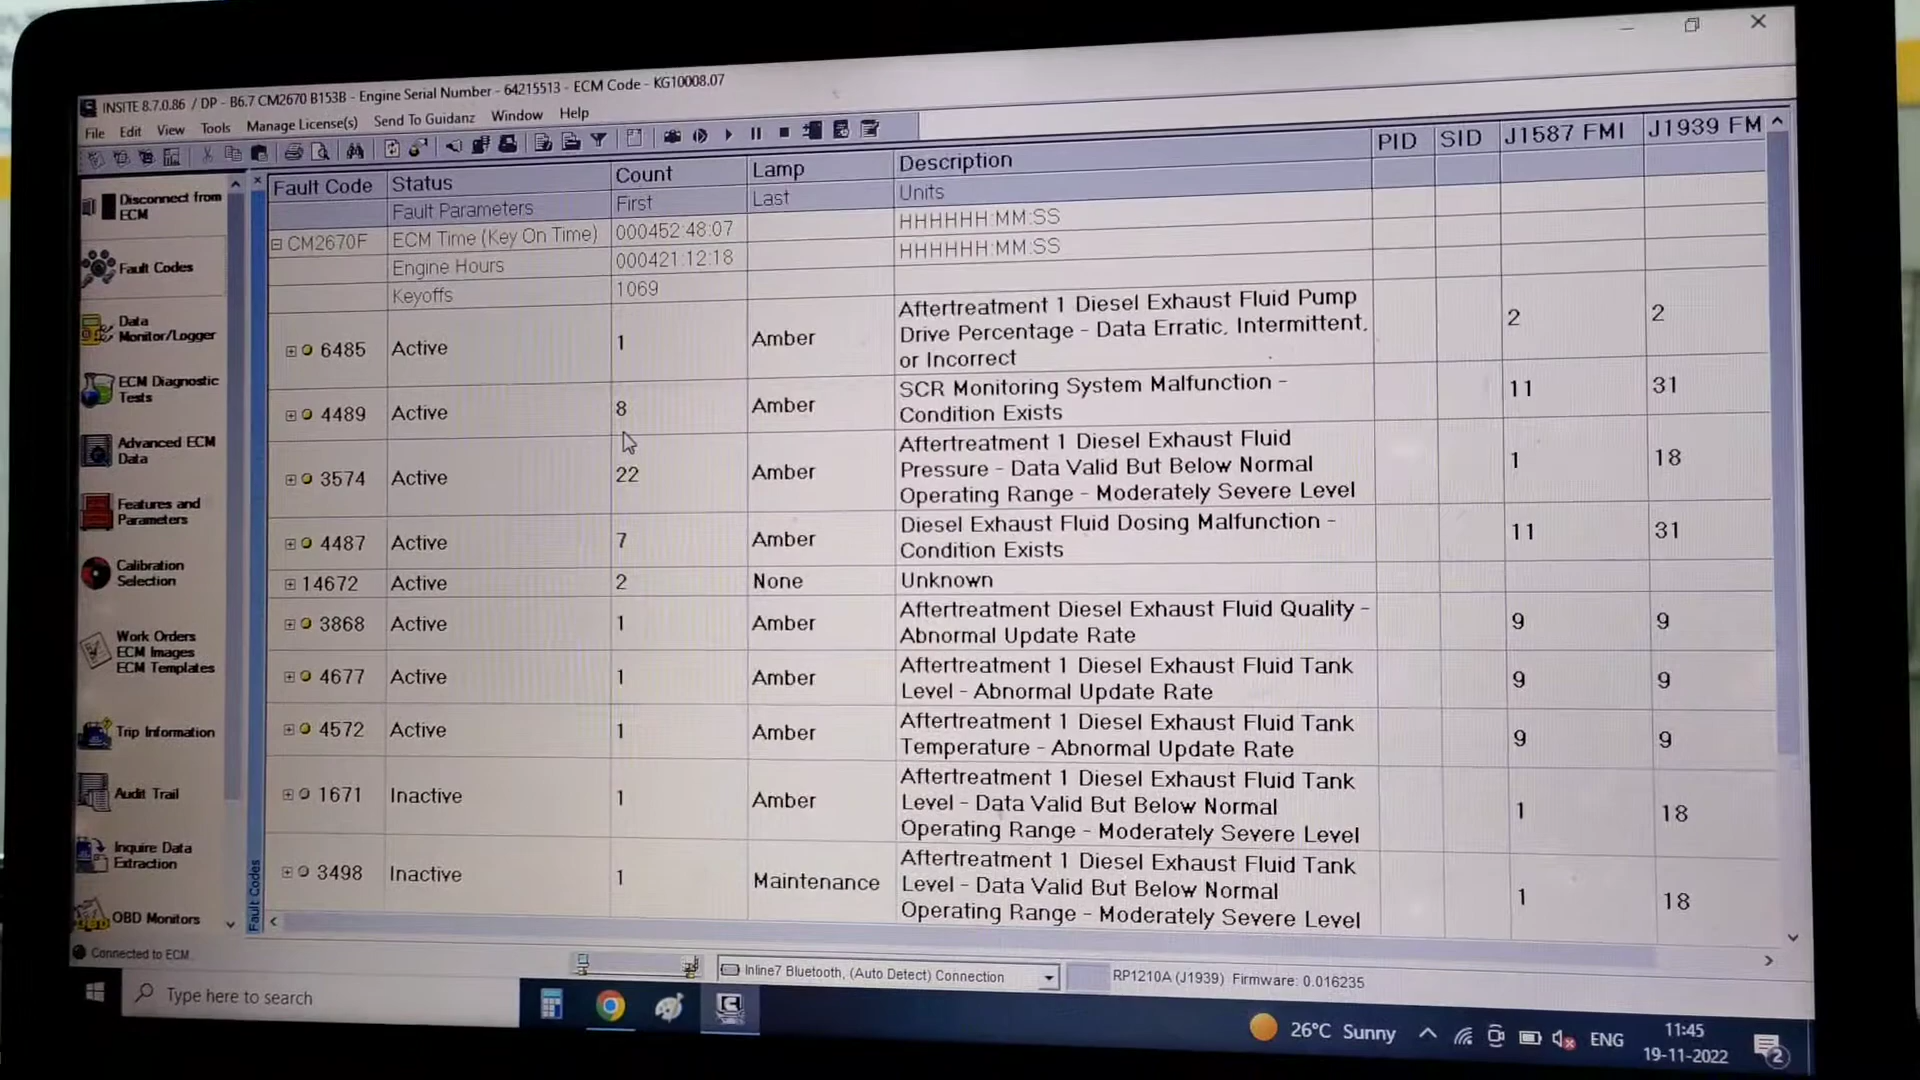 INSITE 8.7.0.86 / DP - B6.7 CM2670 B153B - Engine Serial Number - 64215513 - ECM Code - KG10008.07
File Edit View Tools Manage License(s) Send To Guidanz Window Help
Disconnect from
ECM
Fault Codes
Data
Monitor/Logger
ECM Diagnostic
Tests
Advanced ECM
Data
Features and
Parameters
Calibration
Selection
Work Orders
ECM Images
ECM Templates
Trip Information
Audit Trail
Inquire Data
Extraction
OBD Monitors
Fault Codes
Fault Code Status Count Lamp Description PID SID J1587 FMI J1939 FM
Fault Parameters First Last Units
CM2670F ECM Time (Key On Time) 000452:48:07 HHHHHH:MM:SS
Engine Hours 000421:12:18 HHHHHH:MM:SS
Keyoffs 1069
6485 Active 1 Amber Aftertreatment 1 Diesel Exhaust Fluid Pump 2 2
Drive Percentage - Data Erratic, Intermittent,
or Incorrect
4489 Active 8 Amber SCR Monitoring System Malfunction - 11 31
Condition Exists
3574 Active 22 Amber Aftertreatment 1 Diesel Exhaust Fluid 1 18
Pressure - Data Valid But Below Normal
Operating Range - Moderately Severe Level
4487 Active 7 Amber Diesel Exhaust Fluid Dosing Malfunction - 11 31
Condition Exists
14672 Active 2 None Unknown
3868 Active 1 Amber Aftertreatment Diesel Exhaust Fluid Quality - 9 9
Abnormal Update Rate
4677 Active 1 Amber Aftertreatment 1 Diesel Exhaust Fluid Tank 9 9
Level - Abnormal Update Rate
4572 Active 1 Amber Aftertreatment 1 Diesel Exhaust Fluid Tank 9 9
Temperature - Abnormal Update Rate
1671 Inactive 1 Amber Aftertreatment 1 Diesel Exhaust Fluid Tank 1 18
Level - Data Valid But Below Normal
Operating Range - Moderately Severe Level
3498 Inactive 1 Maintenance Aftertreatment 1 Diesel Exhaust Fluid Tank 1 18
Level - Data Valid But Below Normal
Operating Range - Moderately Severe Level
Connected to ECM
Inline7 Bluetooth, (Auto Detect) Connection RP1210A (J1939) Firmware: 0.016235
Type here to search
26°C Sunny ENG
11:45
19-11-2022
2